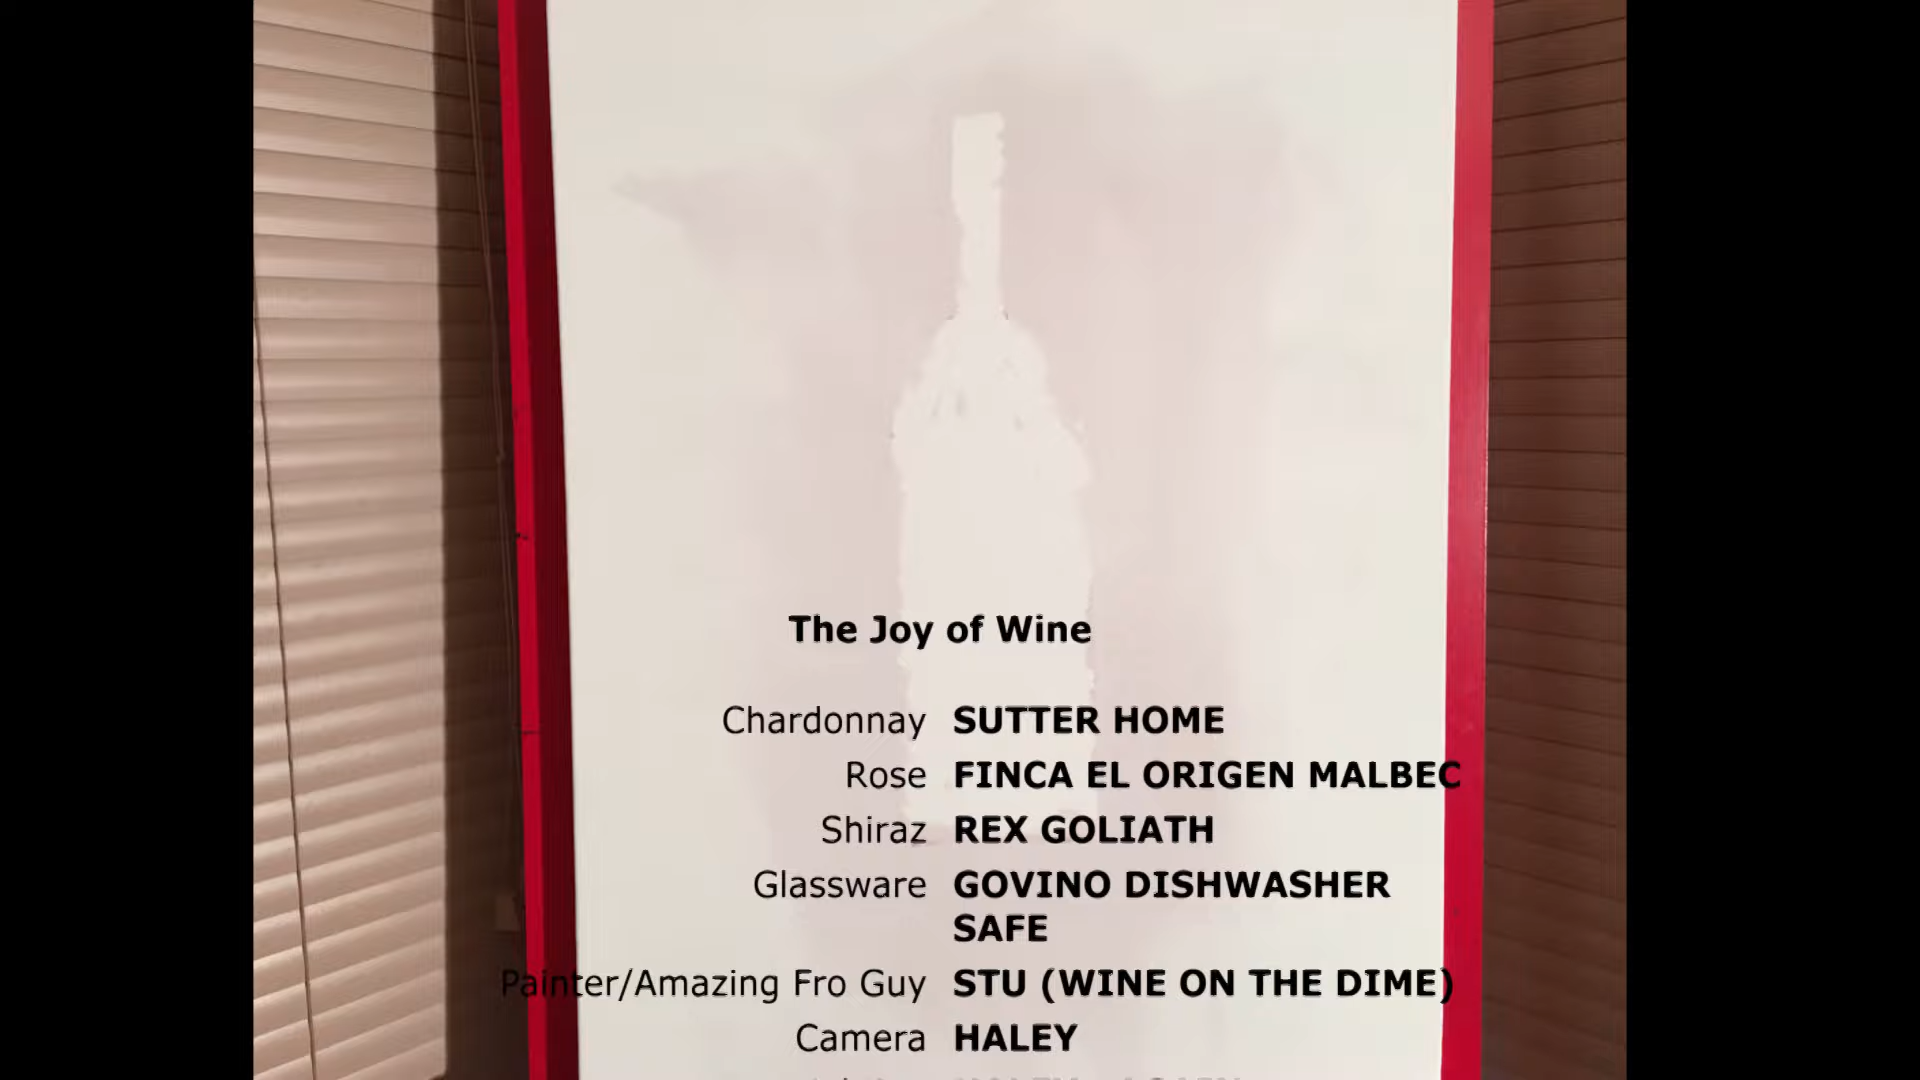 The Joy of Wine
Chardonnay SUTTER HOME
Rose FINCA EL ORIGEN MALBEC
Shiraz REX GOLIATH
Glassware GOVINO DISHWASHER
SAFE
Painter/Amazing Fro Guy STU (WINE ON THE DIME)
Camera HALEY